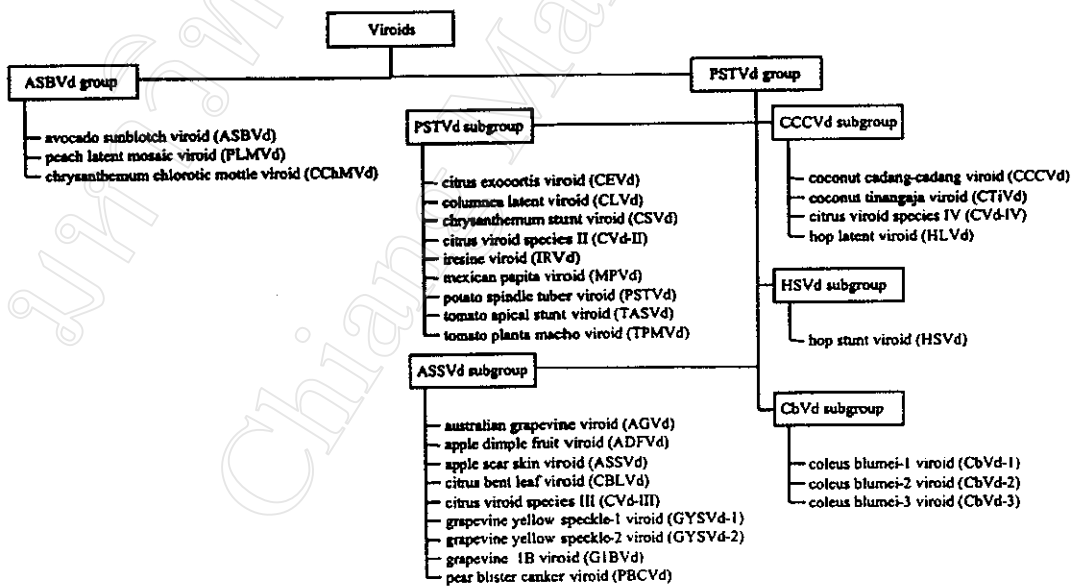 Viroids
ASBVd group
avocado sunblotch viroid (ASBVd)
peach latent mosaic viroid (PLMVd)
chrysanthemum chlorotic mottle viroid (CChMVd)
PSTVd group
PSTVd subgroup
citrus exocortis viroid (CEVd)
columnea latent viroid (CLVd)
chrysanthemum stunt viroid (CSVd)
citrus viroid species II (CVd-II)
iresine viroid (IRVd)
mexican papita viroid (MPVd)
potato spindle tuber viroid (PSTVd)
tomato apical stunt viroid (TASVd)
tomato planta macho viroid (TPMVd)
ASSVd subgroup
australian grapevine viroid (AGVd)
apple dimple fruit viroid (ADFVd)
apple scar skin viroid (ASSVd)
citrus bent leaf viroid (CBLVd)
citrus viroid species III (CVd-III)
grapevine yellow speckle-1 viroid (GYSVd-1)
grapevine yellow speckle-2 viroid (GYSVd-2)
grapevine 1B viroid (G1BVd)
pear blister canker viroid (PBCVd)
CCCVd subgroup
coconut cadang-cadang viroid (CCCVd)
coconut tinangaja viroid (CTiVd)
citrus viroid species IV (CVd-IV)
hop latent viroid (HLVd)
HSVd subgroup
hop stunt viroid (HSVd)
CbVd subgroup
coleus blumei-1 viroid (CbVd-1)
coleus blumei-2 viroid (CbVd-2)
coleus blumei-3 viroid (CbVd-3)
Chiang Ma